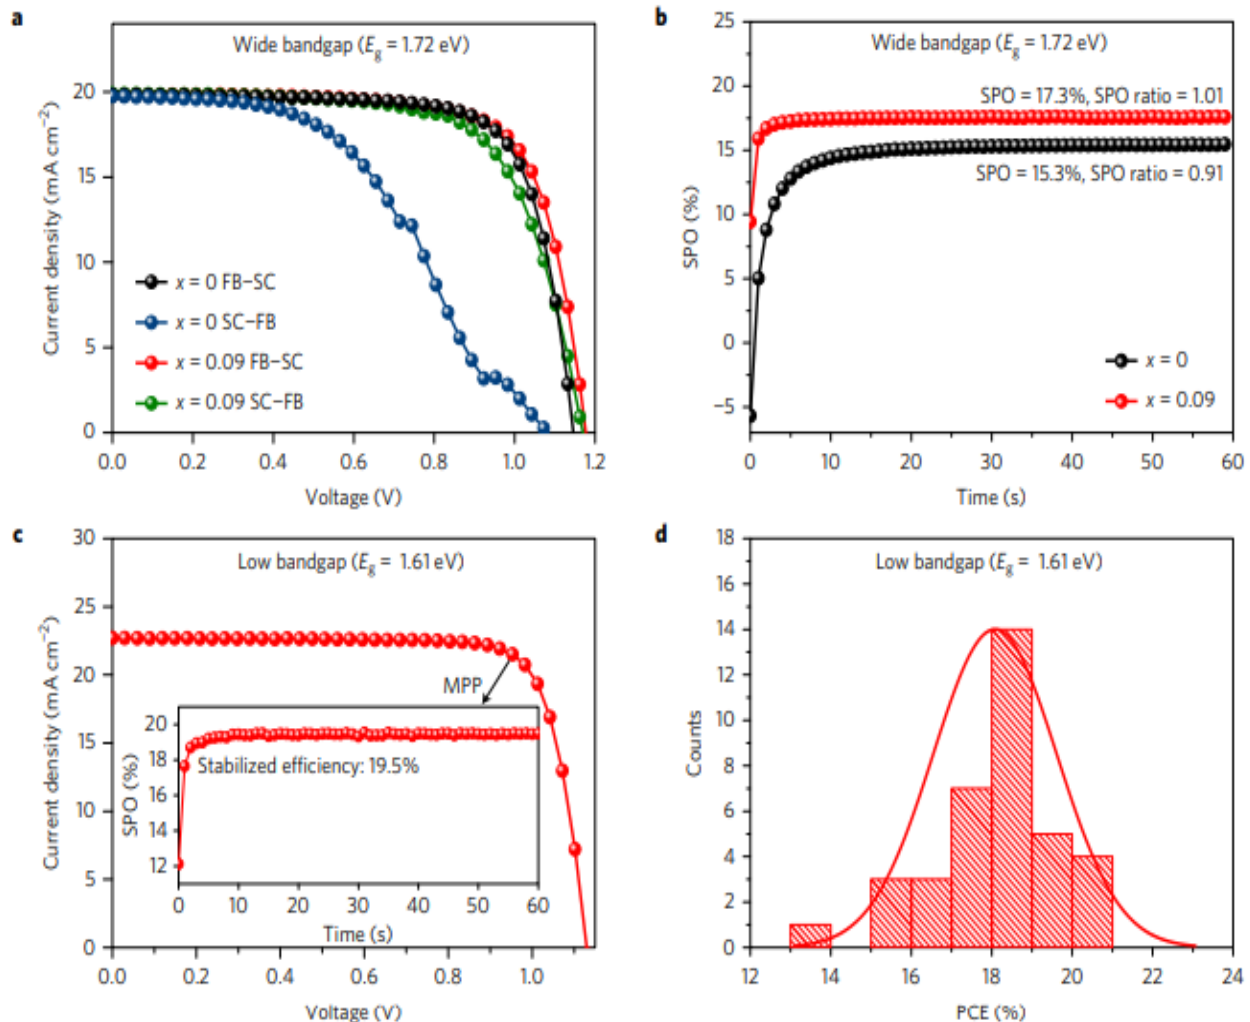 a
Wide bandgap (E_g = 1.72 eV)
Current density (mA cm⁻²)
20
15
10
5
0
x = 0 FB–SC
x = 0 SC–FB
x = 0.09 FB–SC
x = 0.09 SC–FB
0.0 0.2 0.4 0.6 0.8 1.0 1.2
Voltage (V)
b
Wide bandgap (E_g = 1.72 eV)
SPO (%)
25
20
15
10
5
0
−5
SPO = 17.3%, SPO ratio = 1.01
SPO = 15.3%, SPO ratio = 0.91
x = 0
x = 0.09
0 10 20 30 40 50 60
Time (s)
c
Low bandgap (E_g = 1.61 eV)
Current density (mA cm⁻²)
30
25
20
15
10
5
0
MPP
SPO (%)
20
18
16
14
12
Stabilized efficiency: 19.5%
0 10 20 30 40 50 60
Time (s)
0.0 0.2 0.4 0.6 0.8 1.0
Voltage (V)
d
Low bandgap (E_g = 1.61 eV)
Counts
18
16
14
12
10
8
6
4
2
0
12 14 16 18 20 22 24
PCE (%)